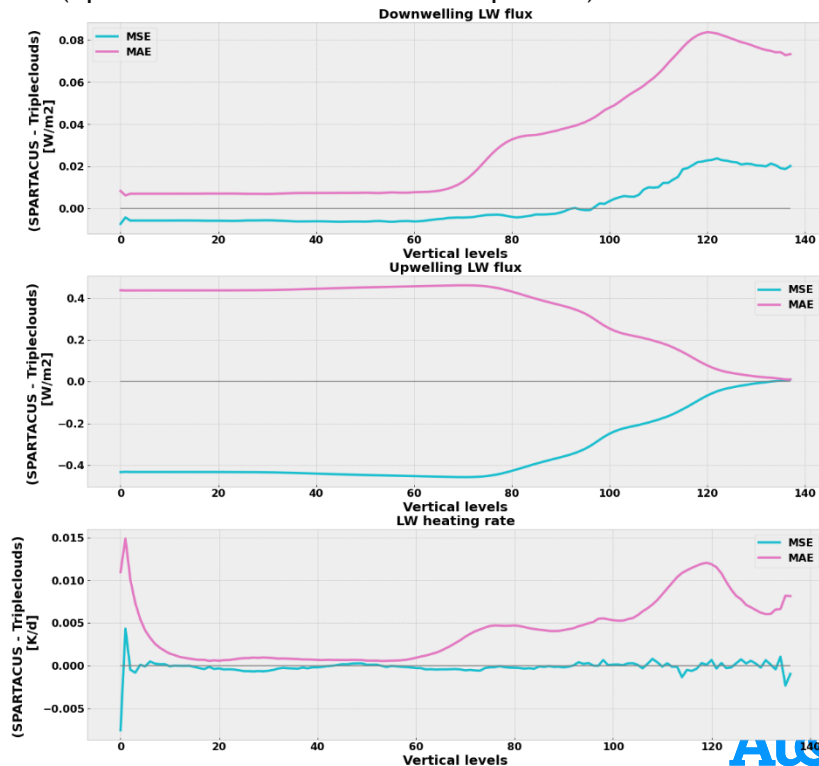 Downwelling LW flux
MSE
MAE
(SPARTACUS - Tripleclouds)
[W/m2]
0.08
0.06
0.04
0.02
0.00
0 20 40 60 80 100 120 140
Vertical levels
Upwelling LW flux
MSE
MAE
(SPARTACUS - Tripleclouds)
[W/m2]
0.4
0.2
0.0
−0.2
−0.4
0 20 40 60 80 100 120 140
Vertical levels
LW heating rate
MSE
MAE
(SPARTACUS - Tripleclouds)
[K/d]
0.015
0.010
0.005
0.000
−0.005
0 20 40 60 80 100 120 140
Vertical levels